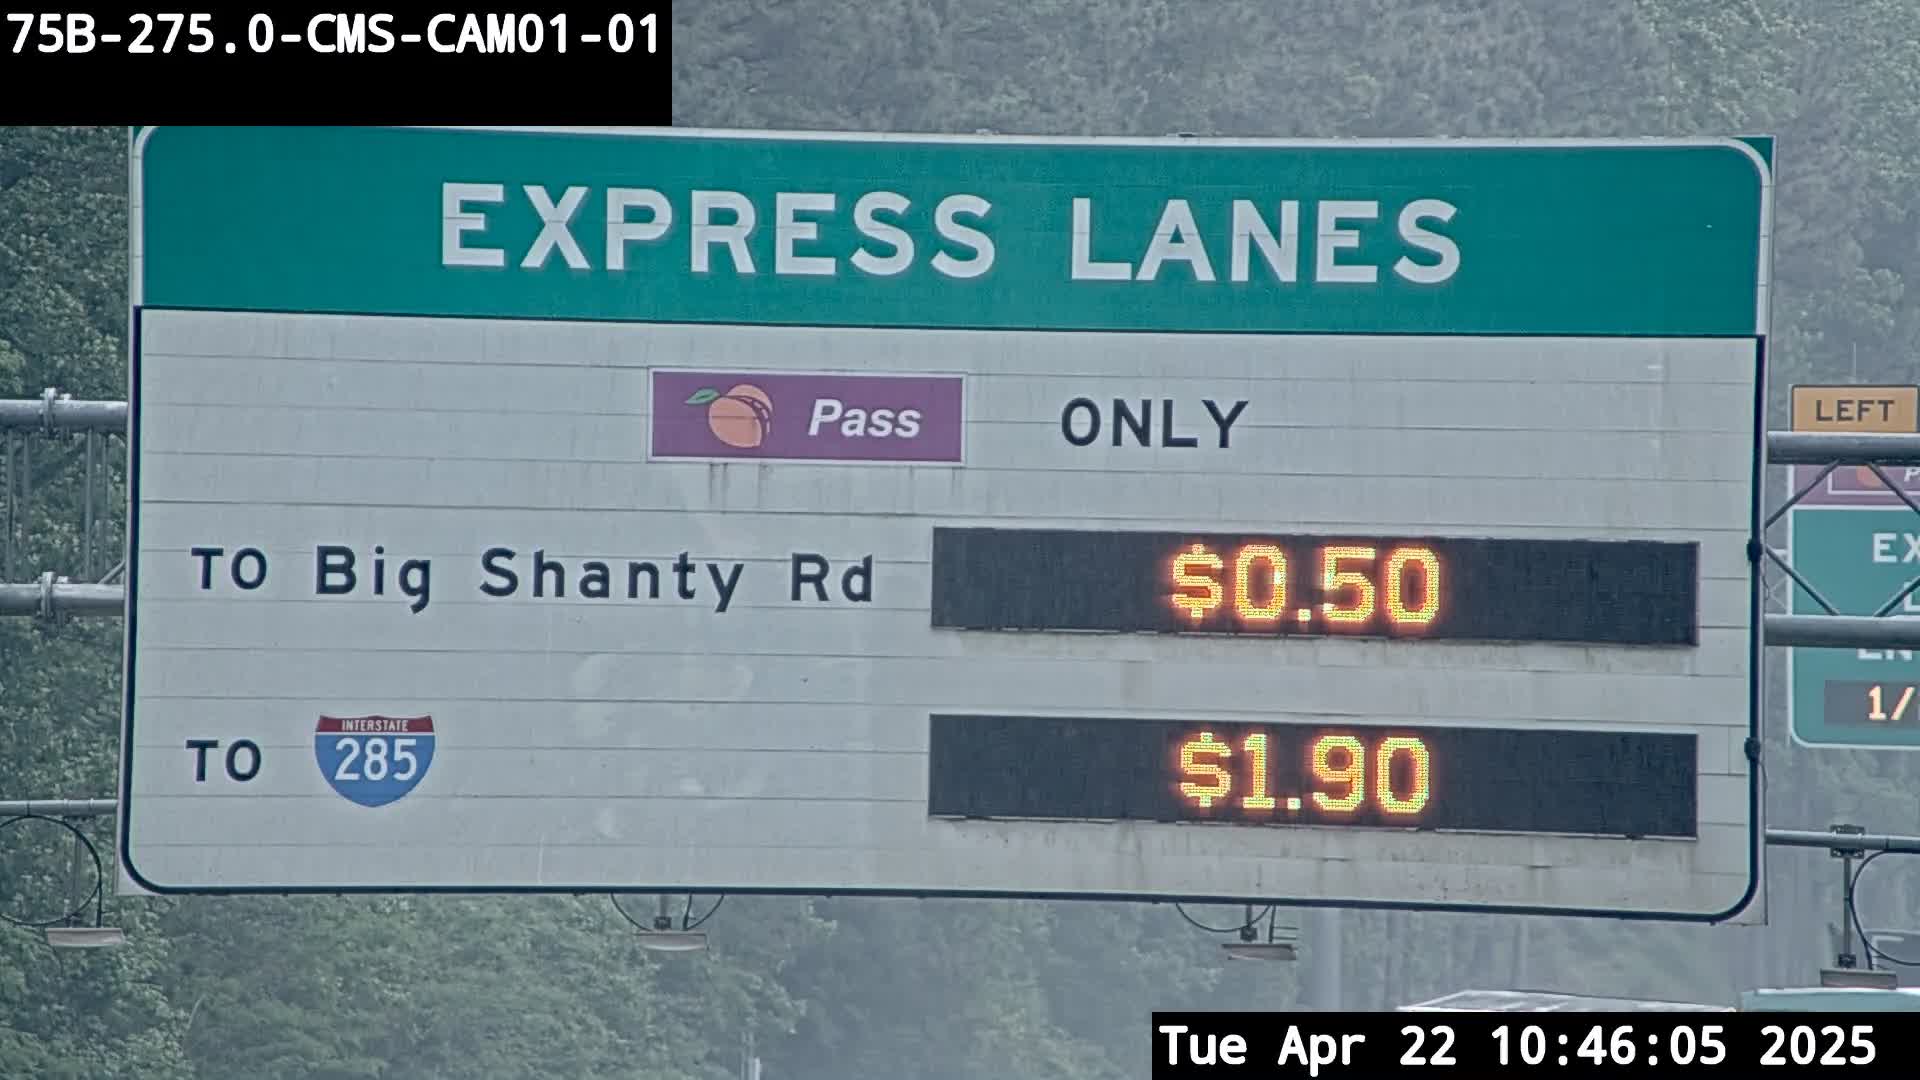 75B-275.0-CMS-CAM01-01
EXPRESS LANES
Pass ONLY
TO Big Shanty Rd $0.50
TO INTERSTATE 285 $1.90
LEFT
1/
Tue Apr 22 10:46:05 2025